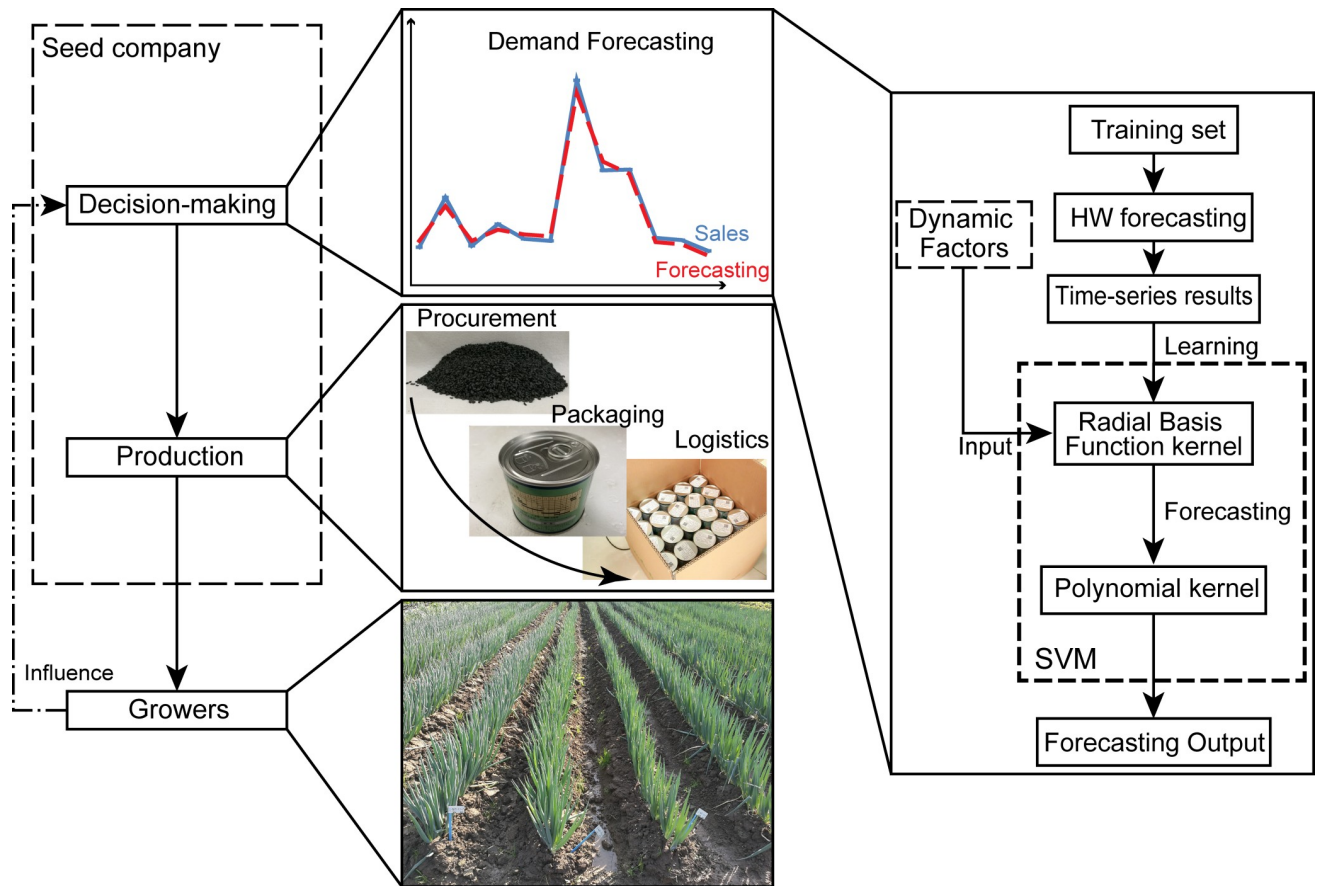 Seed company
Decision-making
Production
Influence
Growers
Demand Forecasting
Sales
Forecasting
Procurement
Packaging
Logistics
Training set
HW forecasting
Dynamic
Factors
Time-series results
Learning
Input
Radial Basis
Function kernel
Forecasting
Polynomial kernel
SVM
Forecasting Output